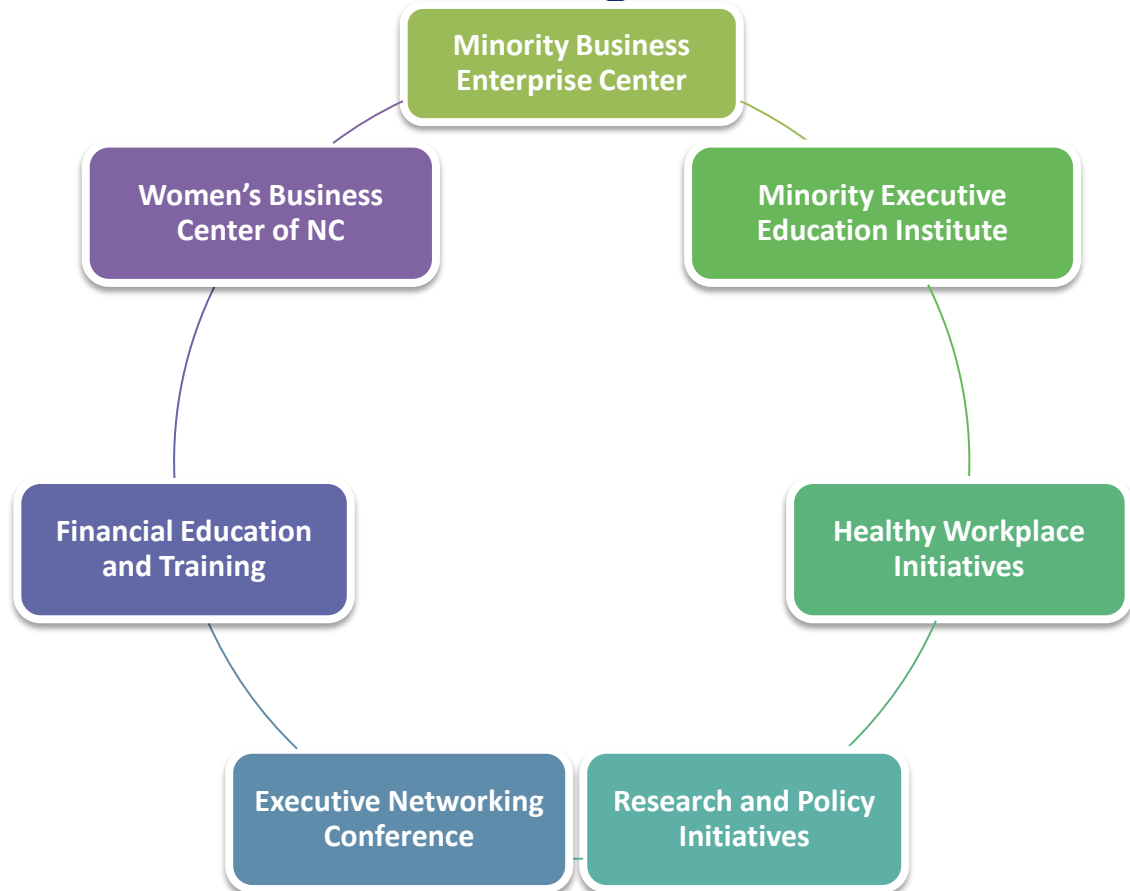 Minority Business
Enterprise Center
Minority Executive
Education Institute
Healthy Workplace
Initiatives
Research and Policy
Initiatives
Executive Networking
Conference
Financial Education
and Training
Women’s Business
Center of NC